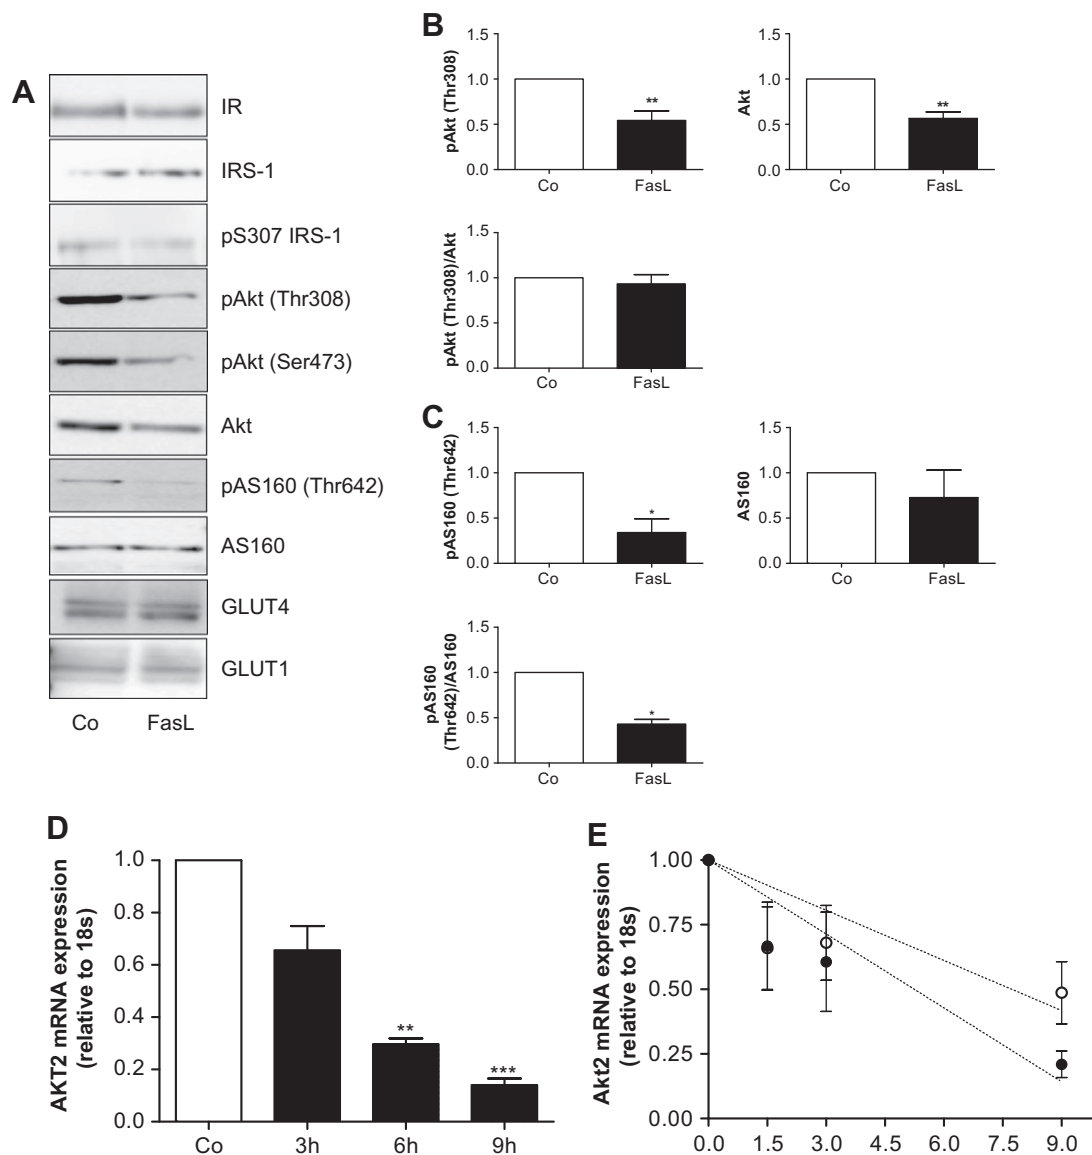 A
IR
IRS-1
pS307 IRS-1
pAkt (Thr308)
pAkt (Ser473)
Akt
pAS160 (Thr642)
AS160
GLUT4
GLUT1
Co FasL
B
pAkt (Thr308)
1.5
1.0
0.5
0.0
**
Co FasL
Akt
1.5
1.0
0.5
0.0
**
Co FasL
pAkt (Thr308)/Akt
1.5
1.0
0.5
0.0
Co FasL
C
pAS160 (Thr642)
1.5
1.0
0.5
0.0
*
Co FasL
AS160
1.5
1.0
0.5
0.0
Co FasL
pAS160
(Thr642)/AS160
1.5
1.0
0.5
0.0
*
Co FasL
D
AKT2 mRNA expression
(relative to 18s)
1.0
0.8
0.6
0.4
0.2
0.0
**
***
Co 3h 6h 9h
E
Akt2 mRNA expression
(relative to 18s)
1.00
0.75
0.50
0.25
0.00
0.0 1.5 3.0 4.5 6.0 7.5 9.0